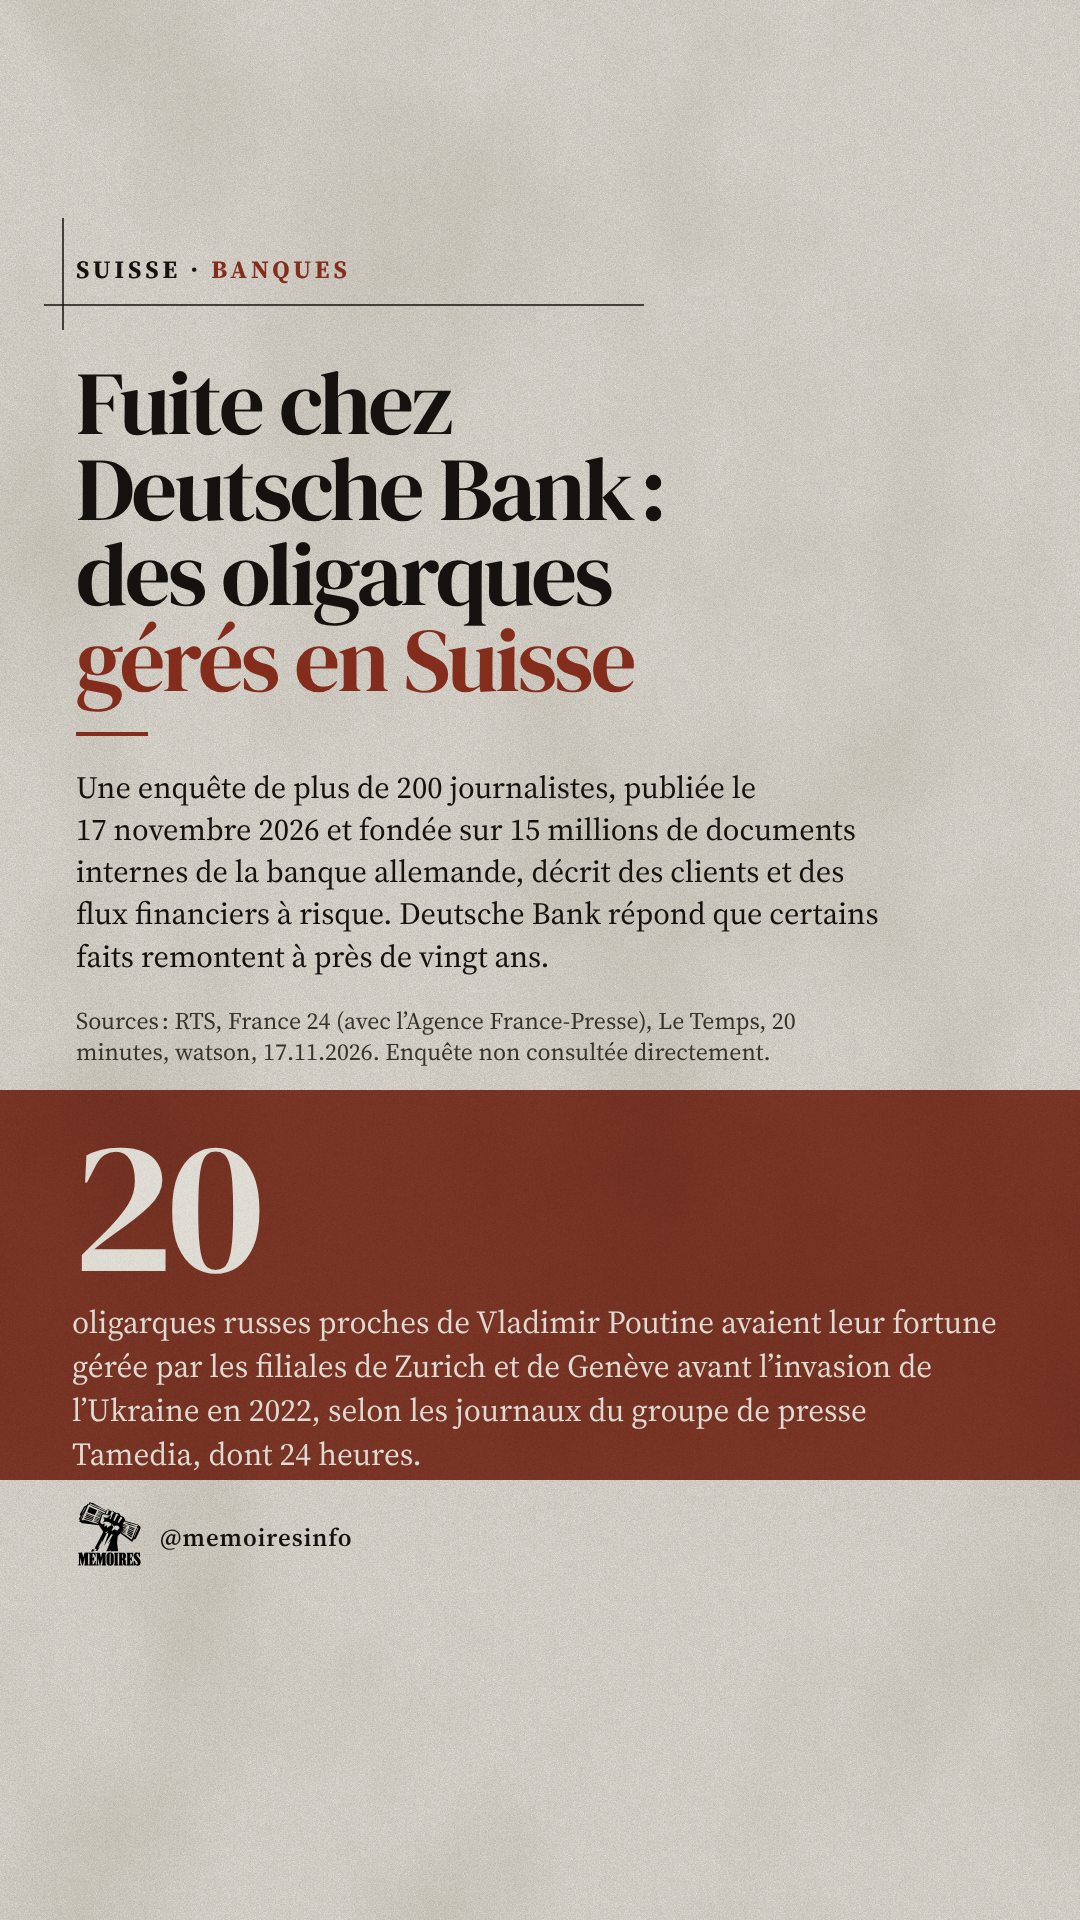 SUISSE · BANQUES
Fuite chez
Deutsche Bank :
des oligarques
gérés en Suisse
Une enquête de plus de 200 journalistes, publiée le
17 novembre 2026 et fondée sur 15 millions de documents
internes de la banque allemande, décrit des clients et des
flux financiers à risque. Deutsche Bank répond que certains
faits remontent à près de vingt ans.
Sources : RTS, France 24 (avec l’Agence France-Presse), Le Temps, 20
minutes, watson, 17.11.2026. Enquête non consultée directement.
20
oligarques russes proches de Vladimir Poutine avaient leur fortune
gérée par les filiales de Zurich et de Genève avant l’invasion de
l’Ukraine en 2022, selon les journaux du groupe de presse
Tamedia, dont 24 heures.
MÉMOIRES
@memoiresinfo